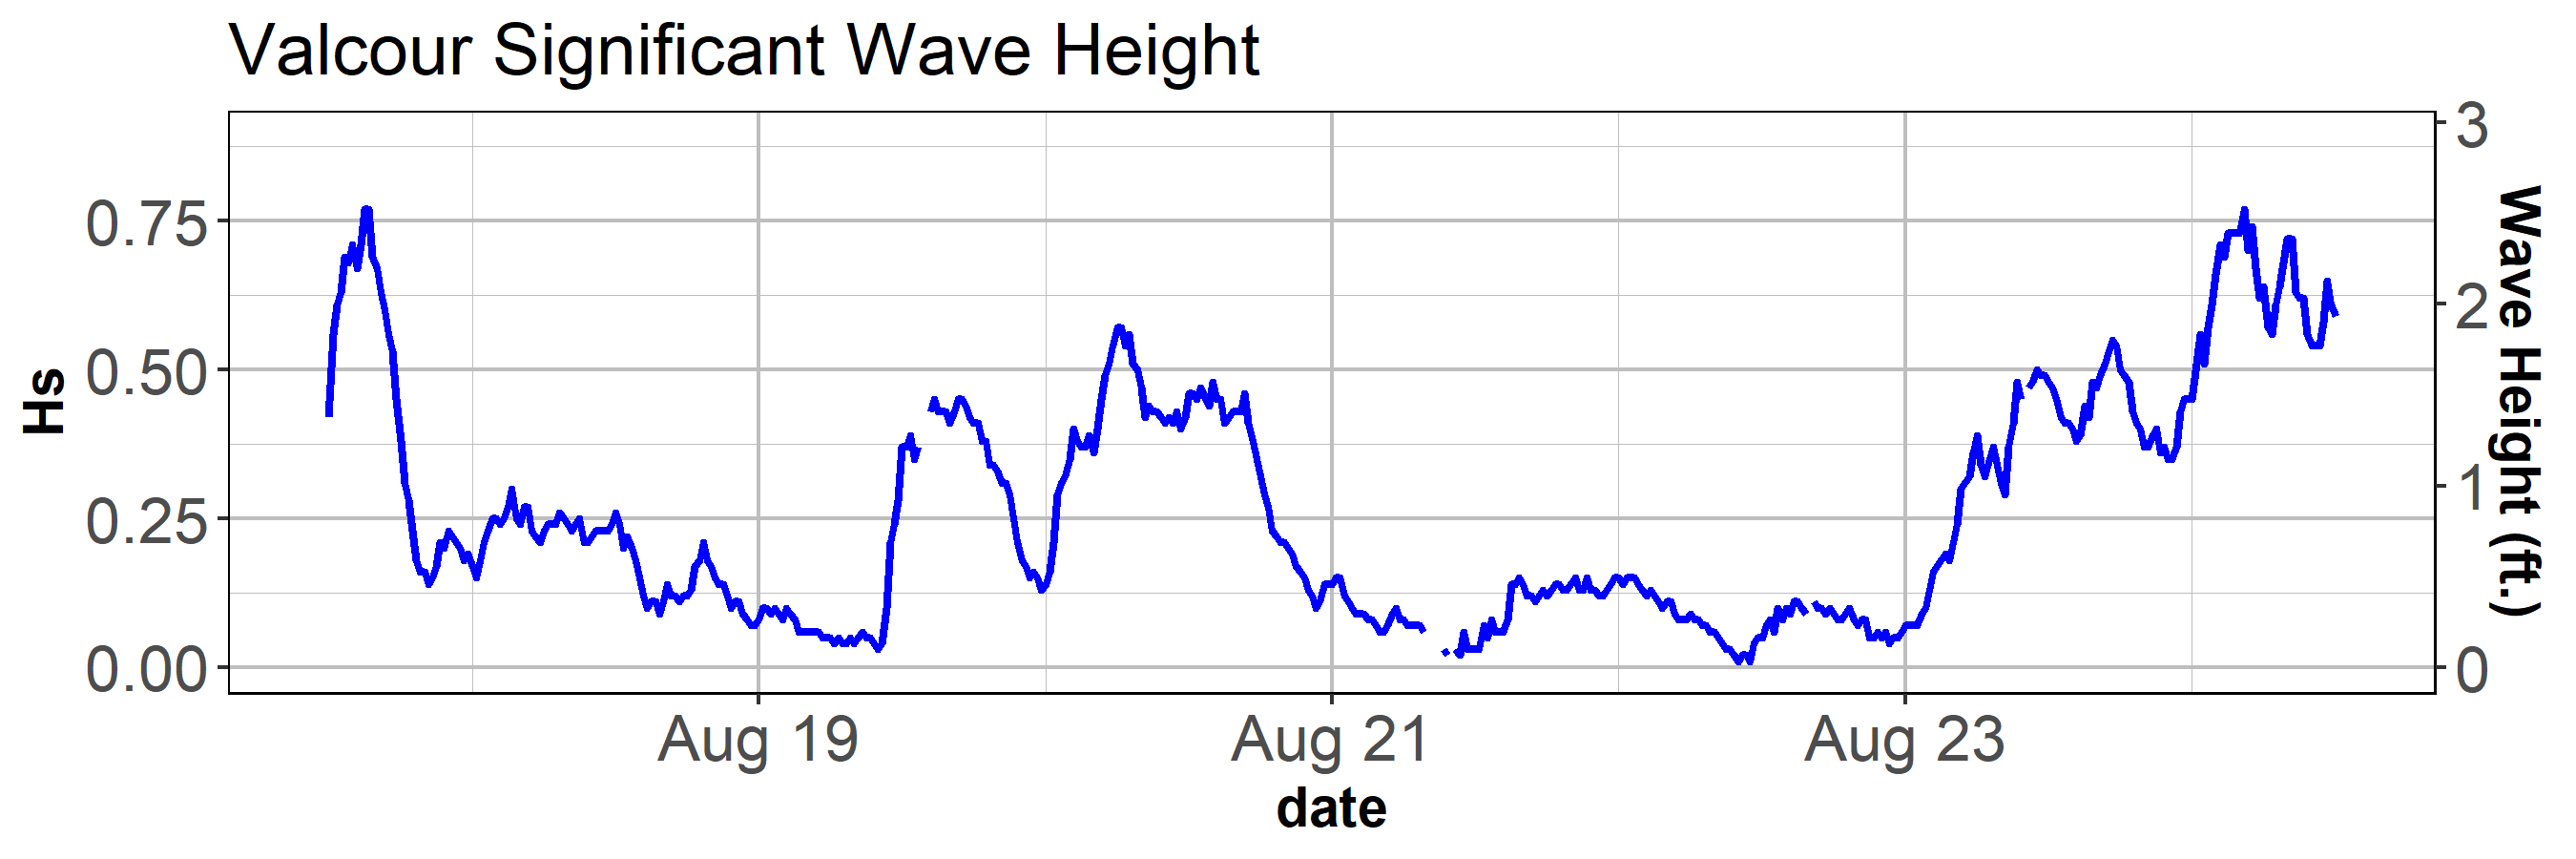 Valcour Significant Wave Height
Hs
0.75
0.50
0.25
0.00
3
2
1
0
Wave Height (ft.)
Aug 19
Aug 21
Aug 23
date